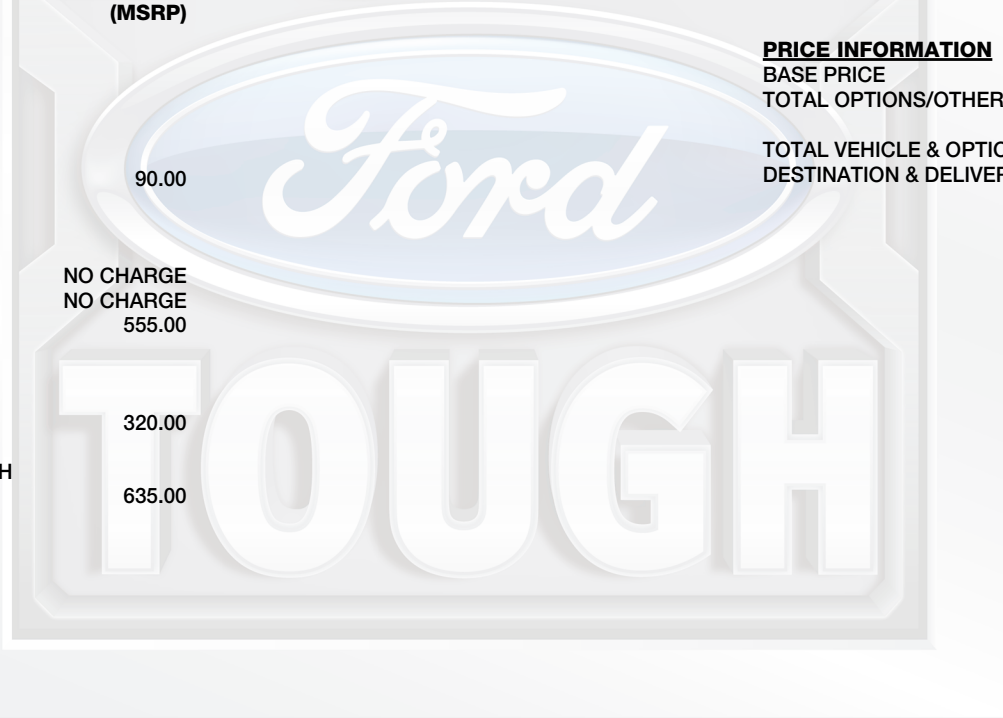 (MSRP)
90.00
NO CHARGE
NO CHARGE
555.00
320.00
H
635.00
PRICE INFORMATION
BASE PRICE
TOTAL OPTIONS/OTHER
TOTAL VEHICLE & OPTIO
DESTINATION & DELIVER
Ford
TOUGH